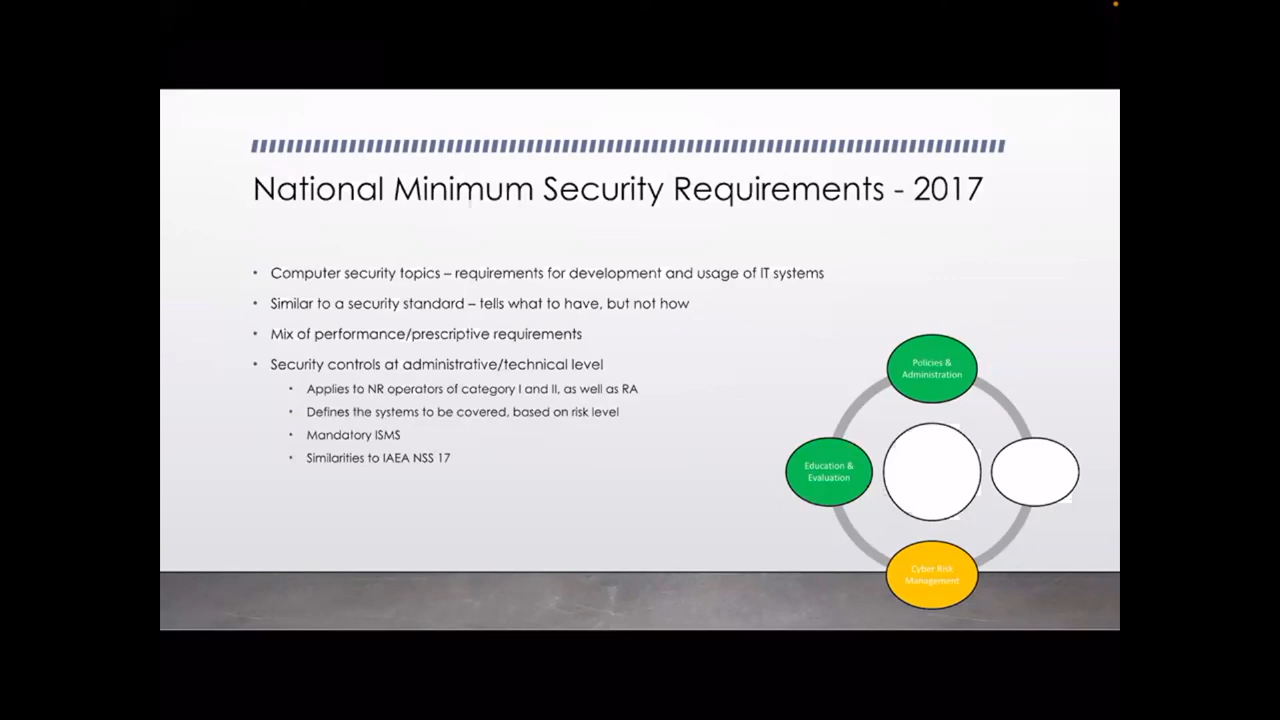 National Minimum Security Requirements - 2017
• Computer security topics – requirements for development and usage of IT systems
• Similar to a security standard – tells what to have, but not how
• Mix of performance/prescriptive requirements
• Security controls at administrative/technical level
• Applies to NR operators of category I and II, as well as RA
• Defines the systems to be covered, based on risk level
• Mandatory ISMS
• Similarities to IAEA NSS 17
Policies &
Administration
Education &
Evaluation
Cyber Risk
Management